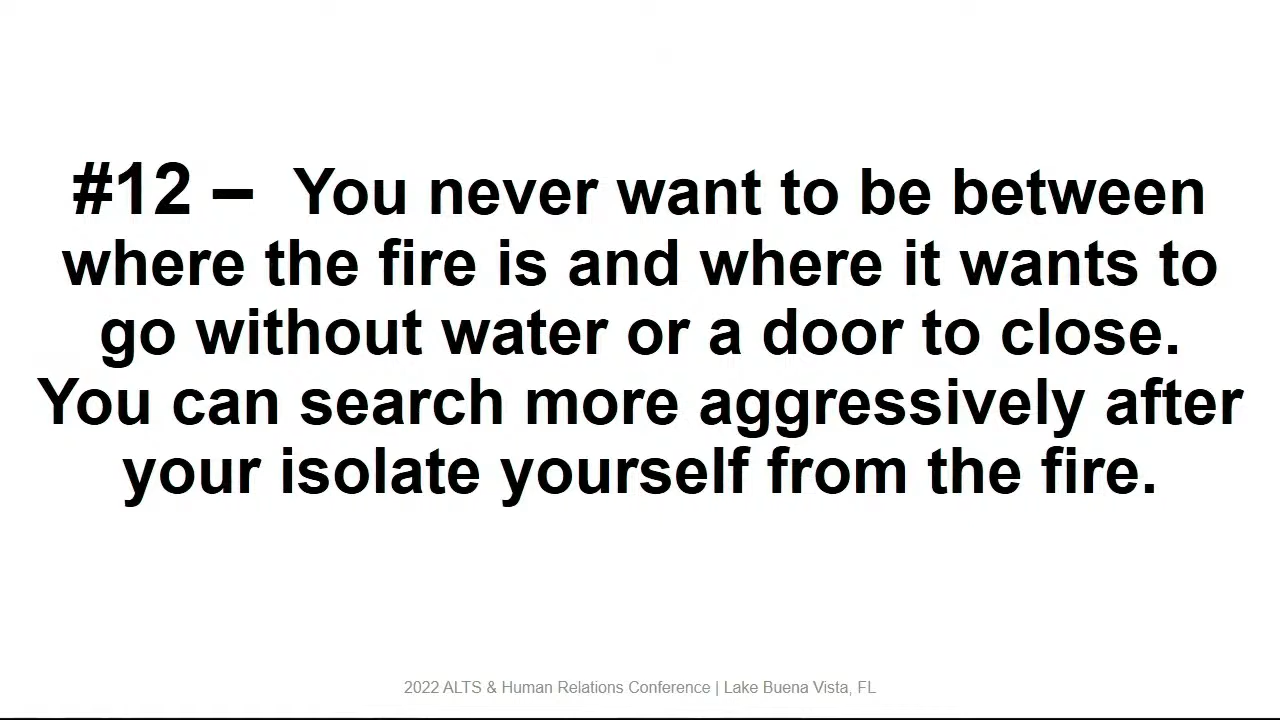 #12 – You never want to be between
where the fire is and where it wants to
go without water or a door to close.
You can search more aggressively after
your isolate yourself from the fire.
2022 ALTS & Human Relations Conference | Lake Buena Vista, FL